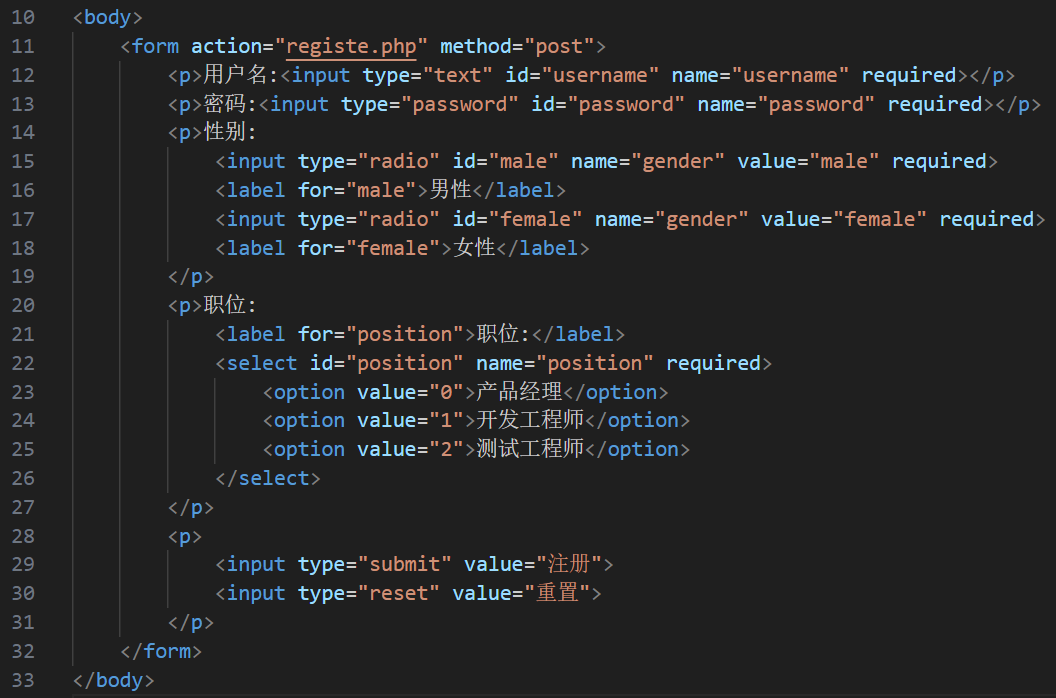 10 <body>
11 <form action="registe.php" method="post">
12 <p>用户名:<input type="text" id="username" name="username" required></p>
13 <p>密码:<input type="password" id="password" name="password" required></p>
14 <p>性别:
15 <input type="radio" id="male" name="gender" value="male" required>
16 <label for="male">男性</label>
17 <input type="radio" id="female" name="gender" value="female" required>
18 <label for="female">女性</label>
19 </p>
20 <p>职位:
21 <label for="position">职位:</label>
22 <select id="position" name="position" required>
23 <option value="0">产品经理</option>
24 <option value="1">开发工程师</option>
25 <option value="2">测试工程师</option>
26 </select>
27 </p>
28 <p>
29 <input type="submit" value="注册">
30 <input type="reset" value="重置">
31 </p>
32 </form>
33 </body>